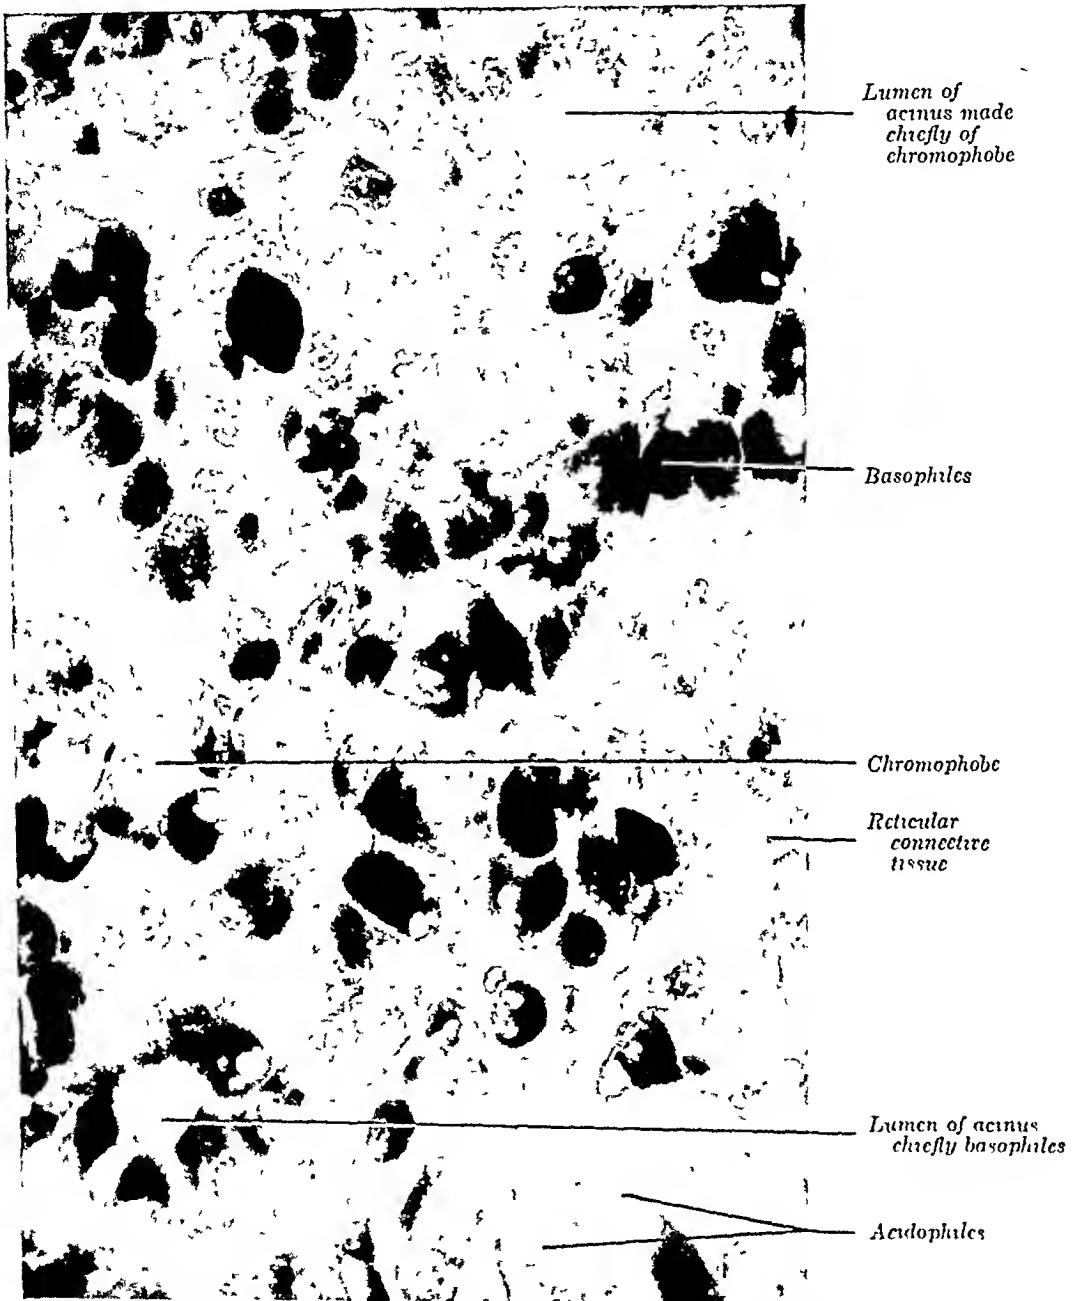 Lumen of
acinus made
chiefly of
chromophobe
Basophiles
Chromophobe
Reticular
connective
tissue
Lumen of acinus
chiefly basophiles
Acidophiles